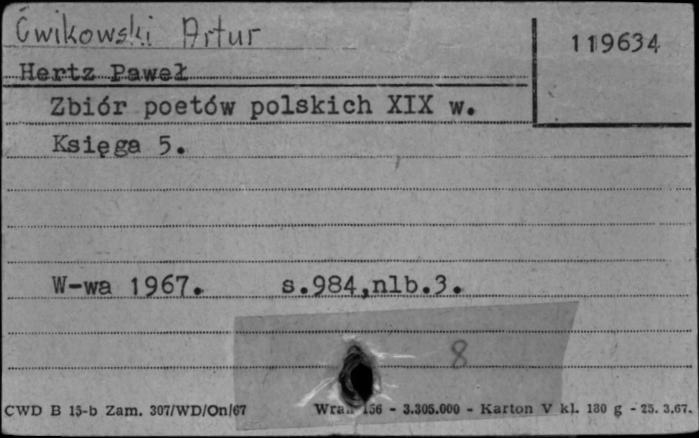 Ćwikowski Artur
119634
Hertz Paweł
Zbiór poetów polskich XIX w.
Księga 5.
W-wa 1967. s.984,nlb.3.
8
CWD B 15-b Zam. 307/WD/On/67 156 - 3.305.000 - Karton V kl. 180 g - 25. 3.67.